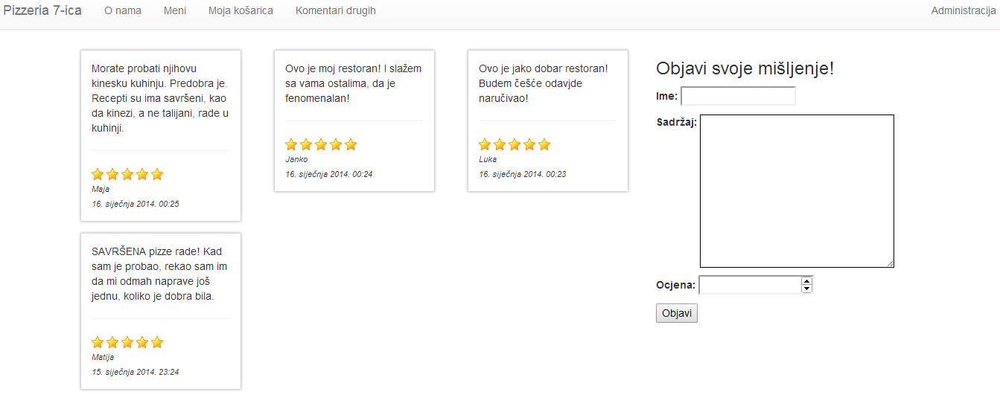 Pizzeria 7-ica O nama Meni Moja košarica Komentari drugih Administracija
Morate probati njihovu
kinesku kuhinju. Predobra je.
Recepti su ima savršeni, kao
da kinezi, a ne talijani, rade u
kuhinji.
Maja
16. siječnja 2014. 00:25
Ovo je moj restoran! I slažem
sa vama ostalima, da je
fenomenalan!
Janko
16. siječnja 2014. 00:24
Ovo je jako dobar restoran!
Budem češće odavjde
naručivao!
Luka
16. siječnja 2014. 00:23
SAVRŠENA pizze rade! Kad
sam je probao, rekao sam im
da mi odmah naprave još
jednu, koliko je dobra bila.
Matija
15. siječnja 2014. 23:24
Objavi svoje mišljenje!
Ime:
Sadržaj:
Ocjena:
Objavi